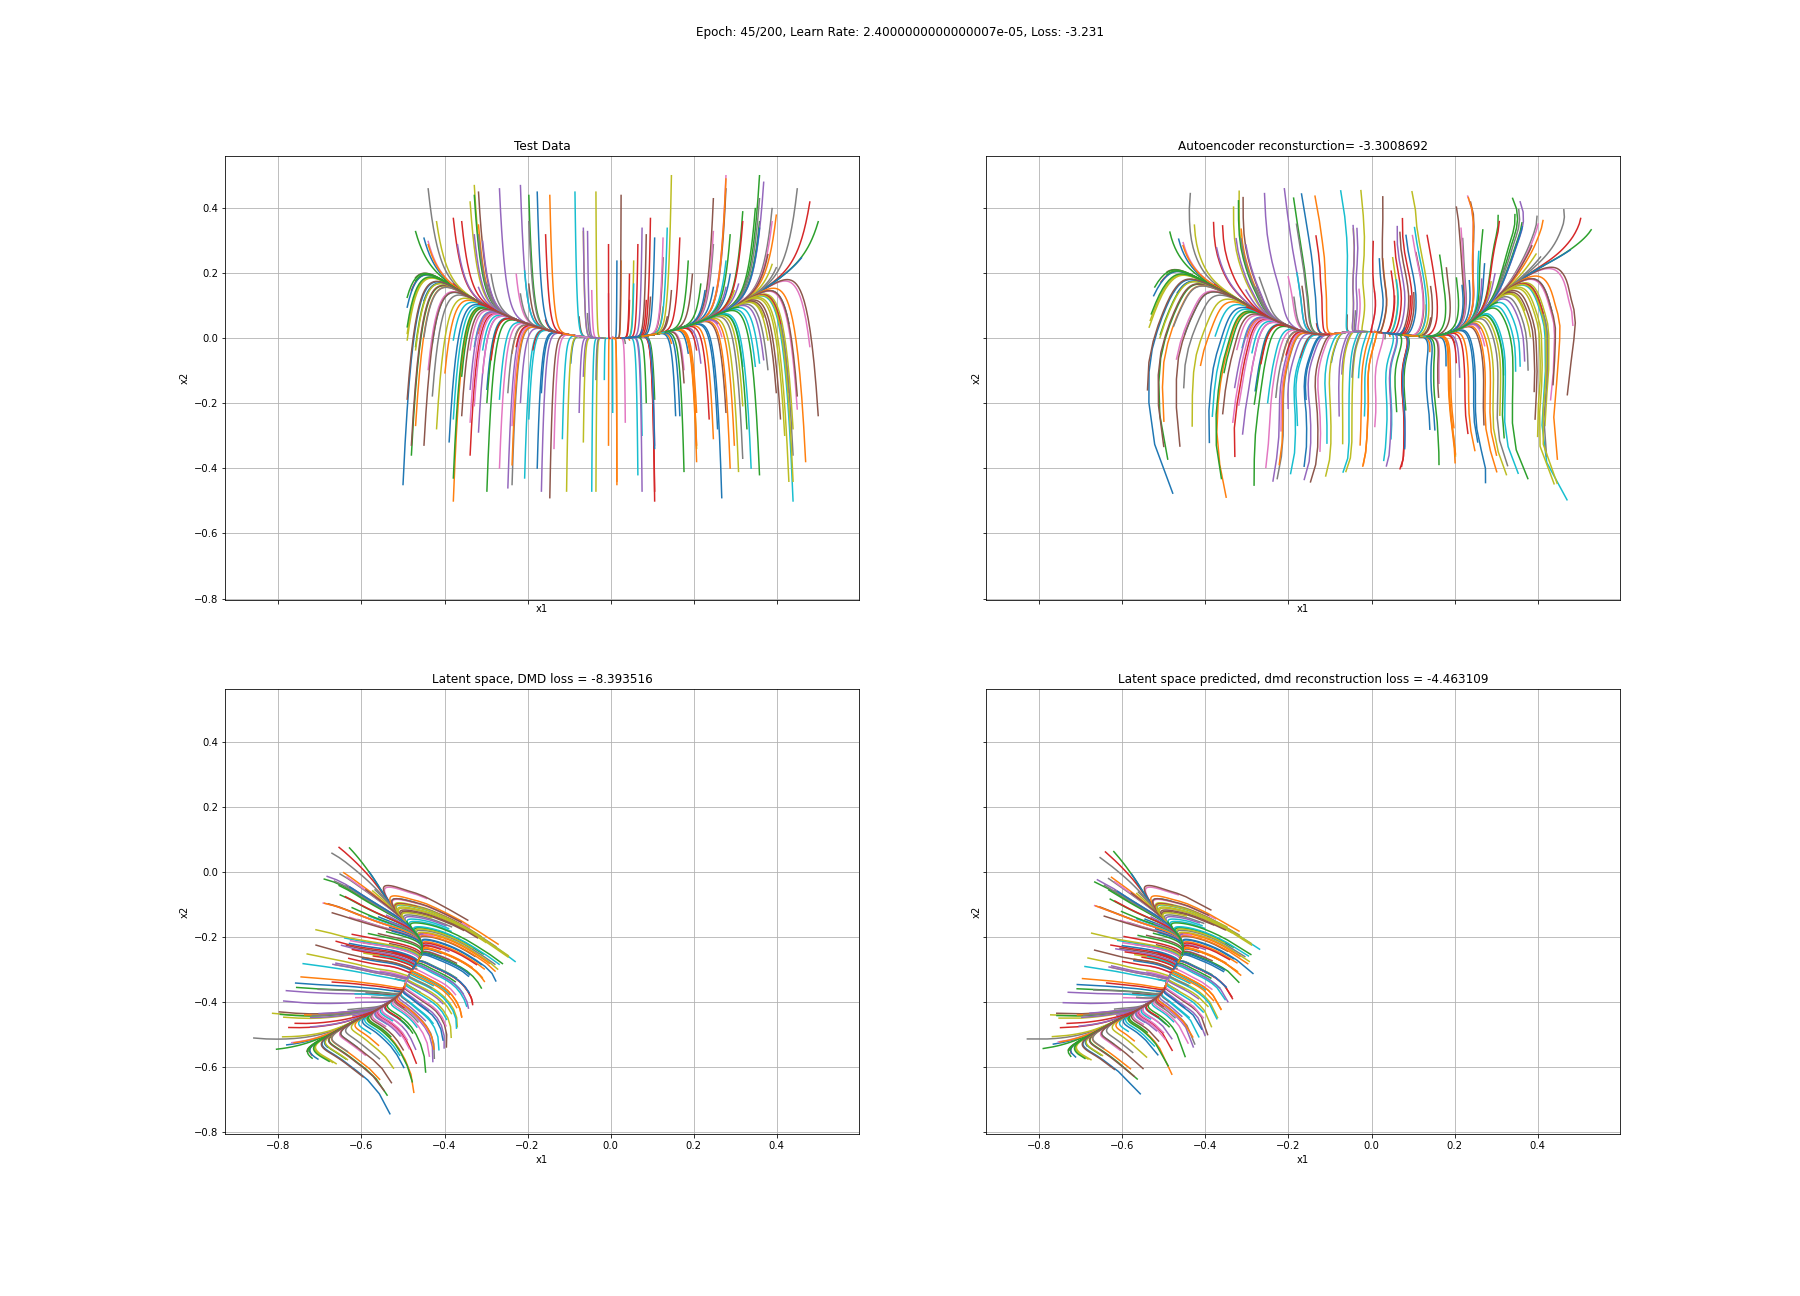 Epoch: 45/200, Learn Rate: 2.4000000000000007e-05, Loss: -3.231
Test Data
Autoencoder reconsturction= -3.3008692
0.4
0.2
0.0
−0.2
−0.4
−0.6
−0.8
x2
x2
x1
x1
Latent space, DMD loss = -8.393516
Latent space predicted, dmd reconstruction loss = -4.463109
0.4
0.2
0.0
−0.2
−0.4
−0.6
−0.8
x2
x2
−0.8 −0.6 −0.4 −0.2 0.0 0.2 0.4
−0.8 −0.6 −0.4 −0.2 0.0 0.2 0.4
x1
x1